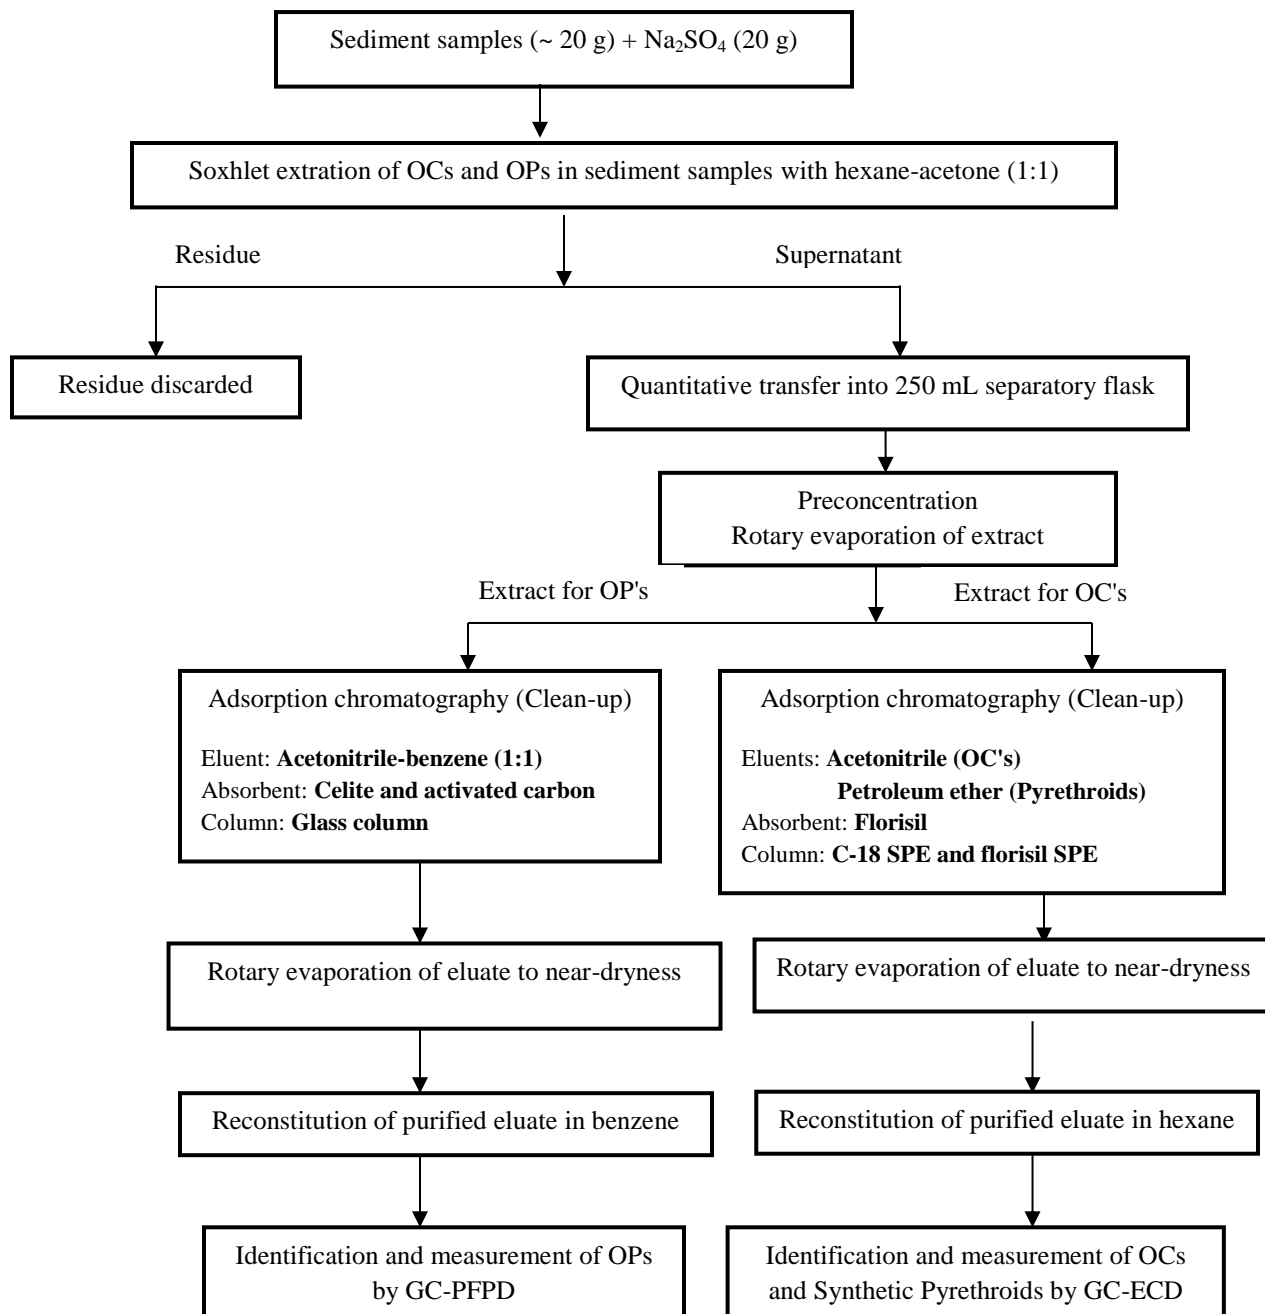 Sediment samples (~ 20 g) + Na₂SO₄ (20 g)
Soxhlet extration of OCs and OPs in sediment samples with hexane-acetone (1:1)
Residue
Supernatant
Residue discarded
Quantitative transfer into 250 mL separatory flask
Preconcentration
Rotary evaporation of extract
Extract for OP's
Extract for OC's
Adsorption chromatography (Clean-up)
Eluent: Acetonitrile-benzene (1:1)
Absorbent: Celite and activated carbon
Column: Glass column
Adsorption chromatography (Clean-up)
Eluents: Acetonitrile (OC's)
Petroleum ether (Pyrethroids)
Absorbent: Florisil
Column: C-18 SPE and florisil SPE
Rotary evaporation of eluate to near-dryness
Rotary evaporation of eluate to near-dryness
Reconstitution of purified eluate in benzene
Reconstitution of purified eluate in hexane
Identification and measurement of OPs
by GC-PFPD
Identification and measurement of OCs
and Synthetic Pyrethroids by GC-ECD